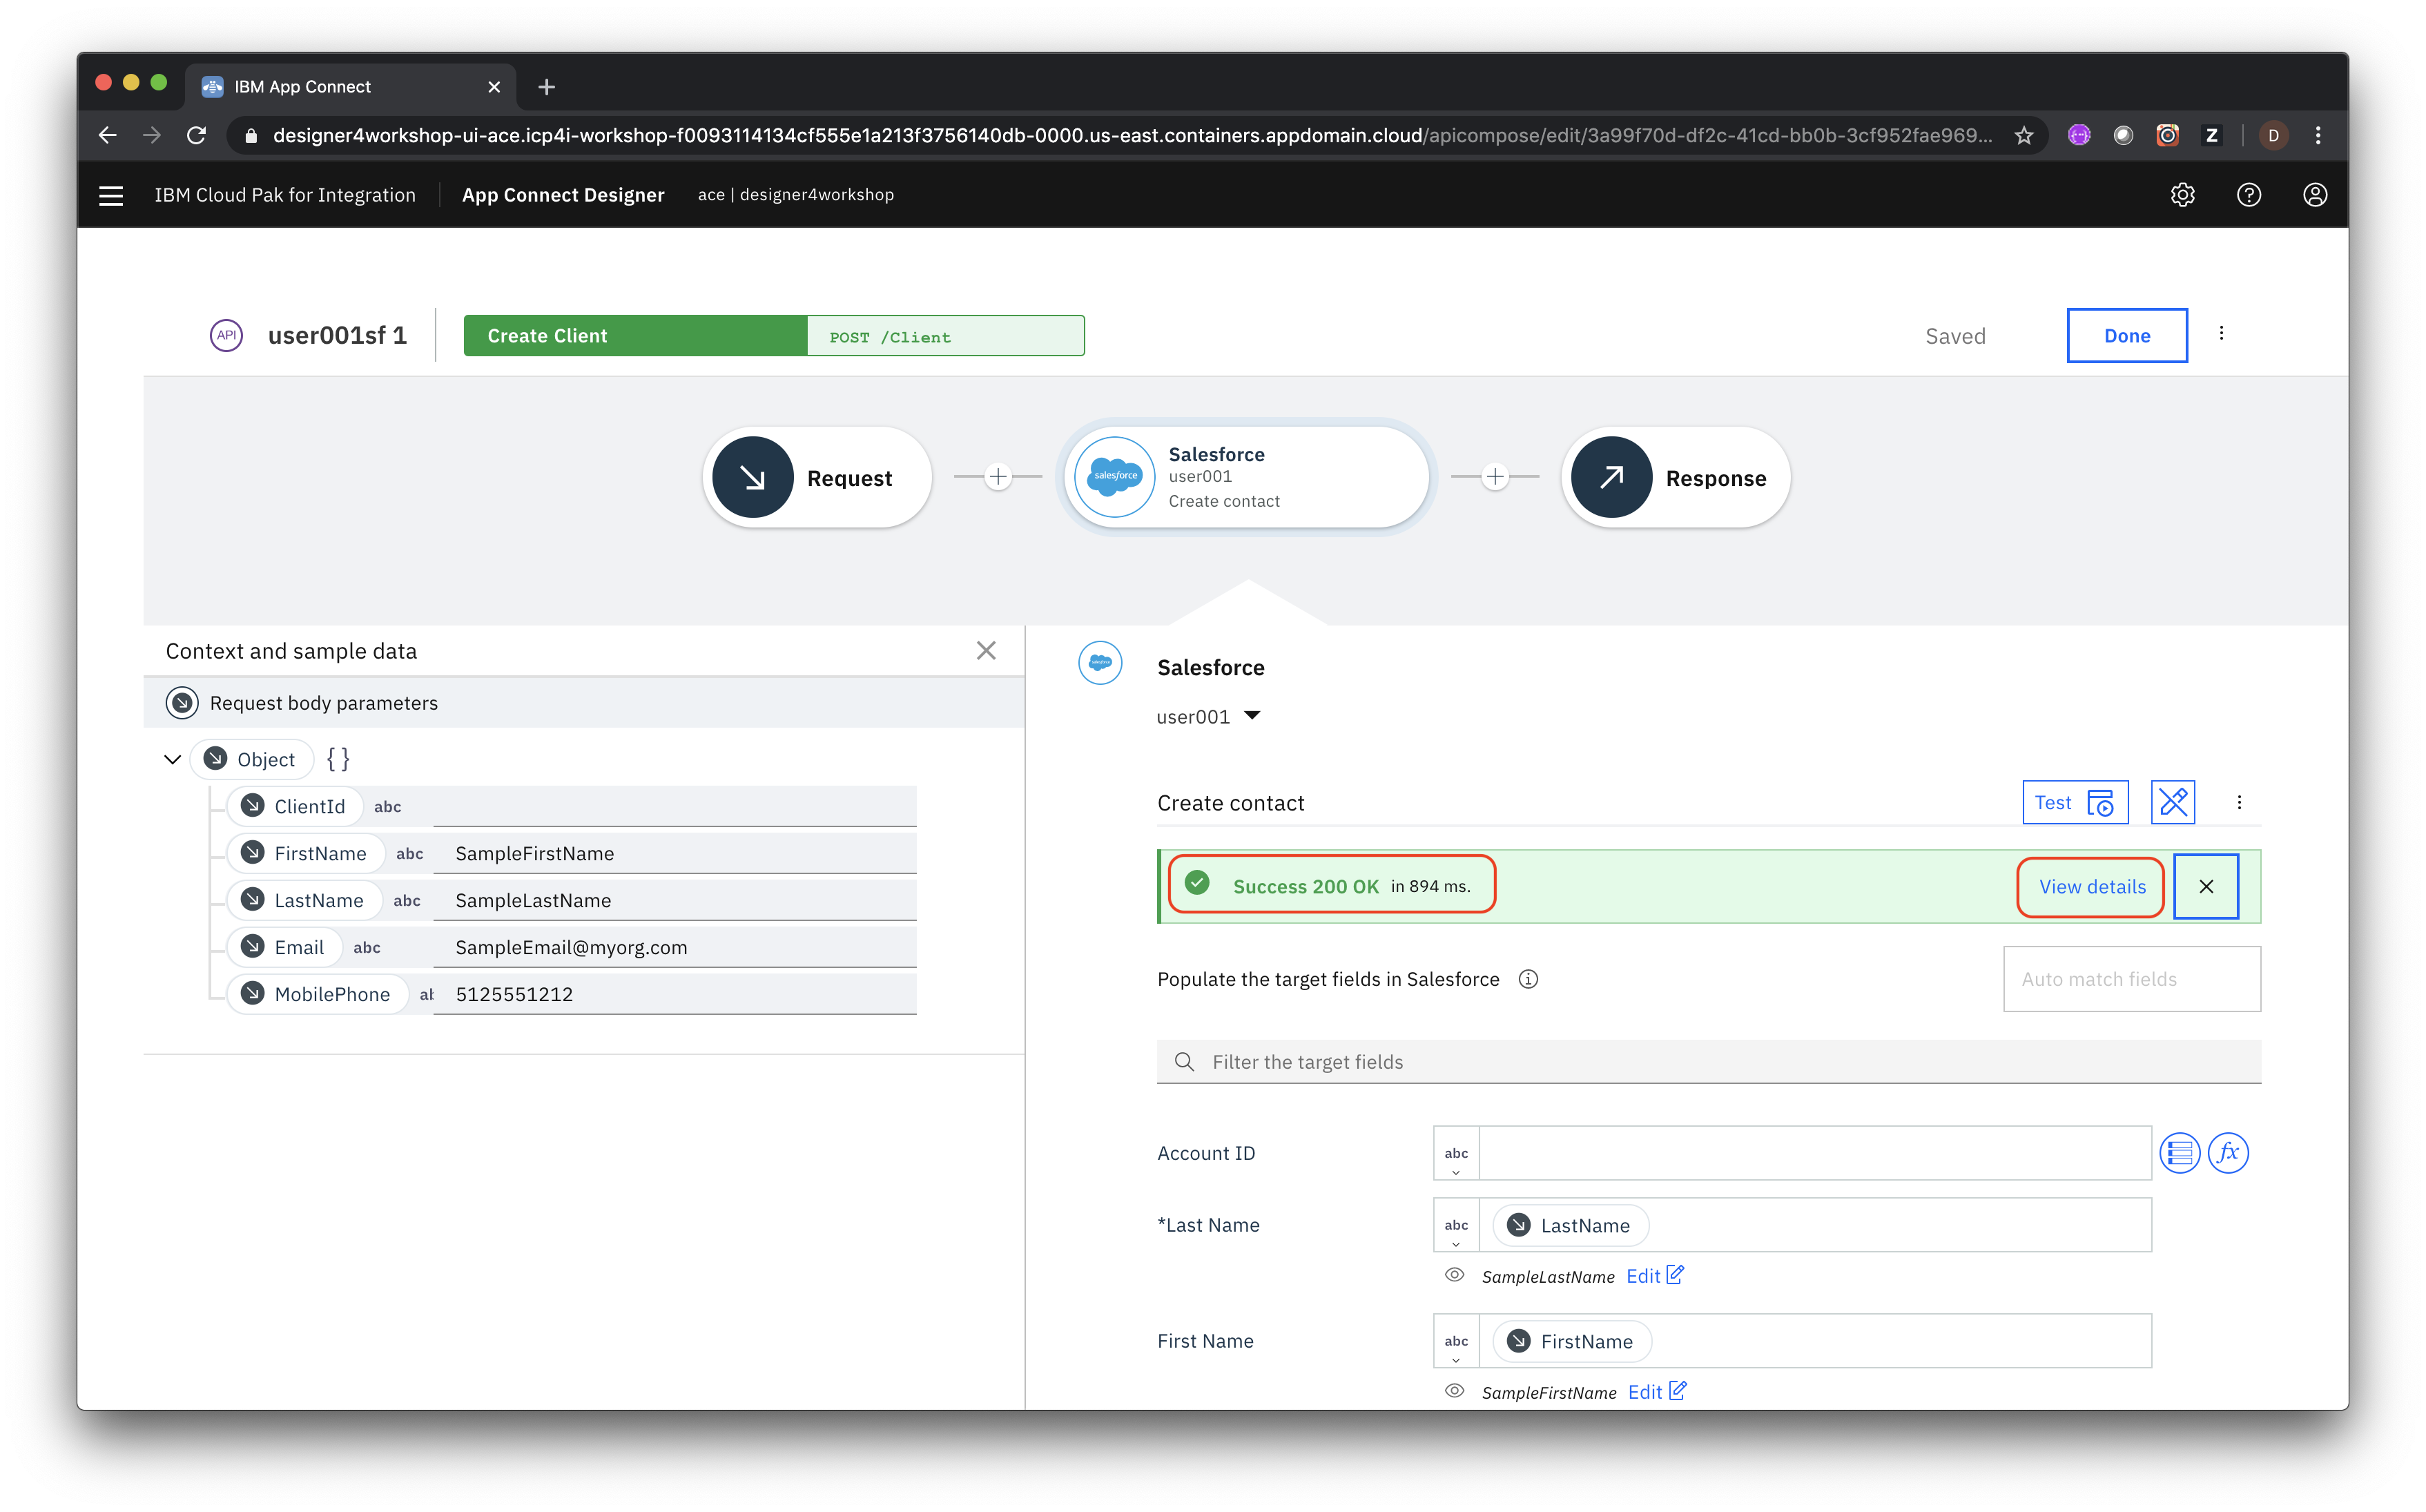 IBM App Connect
designer4workshop-ui-ace.icp4i-workshop-f0093114134cf555e1a213f3756140db-0000.us-east.containers.appdomain.cloud/apicompose/edit/3a99f70d-df2c-41cd-bb0b-3cf952fae969...
Z
D
IBM Cloud Pak for Integration
App Connect Designer
ace | designer4workshop
API
user001sf 1
Create Client
POST /Client
Saved
Done
Request
salesforce
Salesforce
user001
Create contact
Response
Context and sample data
Request body parameters
Object { }
ClientId abc
FirstName abc SampleFirstName
LastName abc SampleLastName
Email abc SampleEmail@myorg.com
MobilePhone ab 5125551212
Salesforce
user001
Create contact
Test
Success 200 OK in 894 ms.
View details
Populate the target fields in Salesforce
Auto match fields
Filter the target fields
Account ID abc
fx
*Last Name abc LastName
SampleLastName Edit
First Name abc FirstName
SampleFirstName Edit